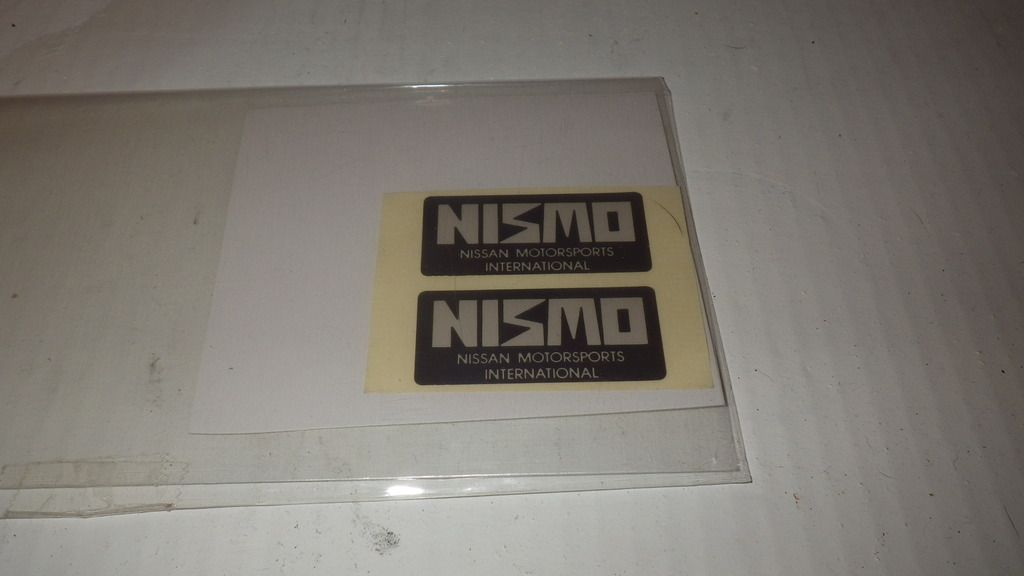 NISMO
NISSAN MOTORSPORTS
INTERNATIONAL
NISMO
NISSAN MOTORSPORTS
INTERNATIONAL